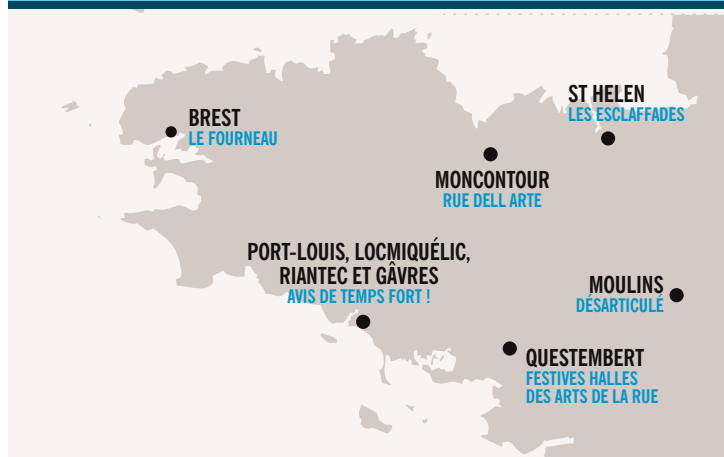 ST HELEN
LES ESCLAFFADES
BREST
LE FOURNEAU
MONCONTOUR
RUE DELL ARTE
PORT-LOUIS, LOCMIQUÉLIC,
RIANTEC ET GÂVRES
AVIS DE TEMPS FORT !
MOULINS
DÉSARTICULÉ
QUESTEMBERT
FESTIVES HALLES
DES ARTS DE LA RUE